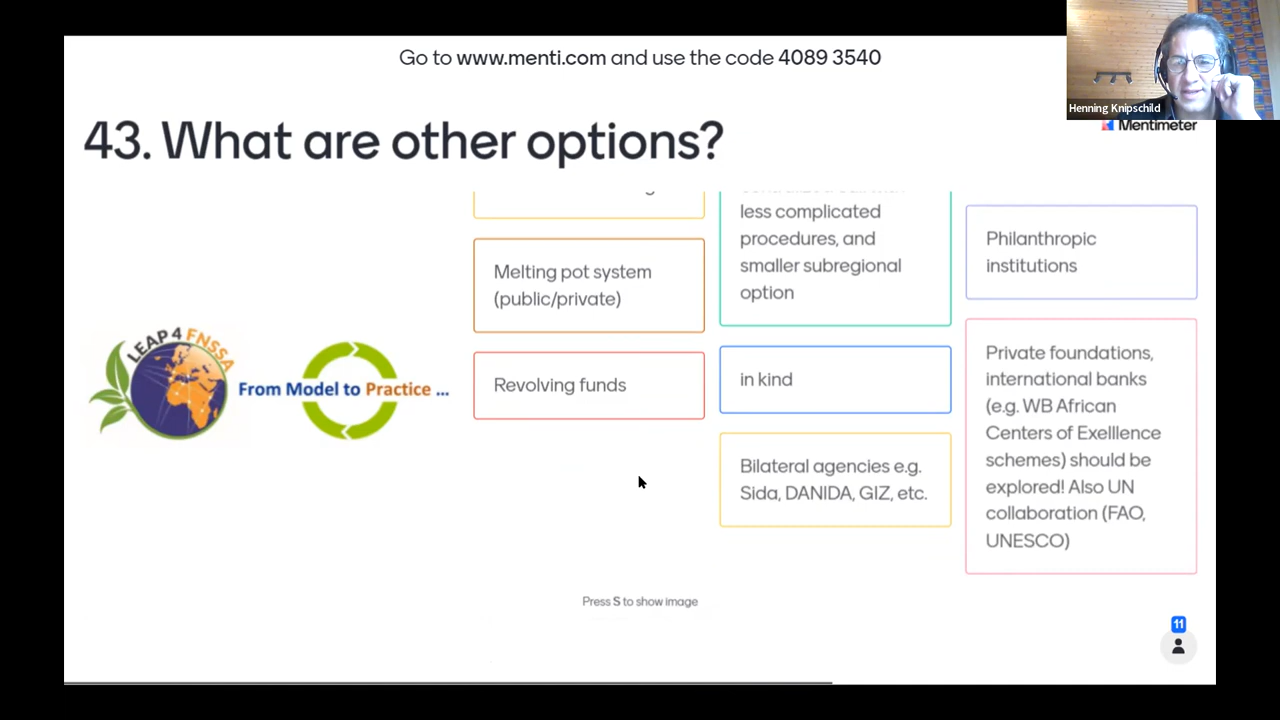 Go to www.menti.com and use the code 4089 3540
Henning Knipschild
Mentimeter
43. What are other options?
LEAP 4 FNSSA
From Model to Practice ...
Melting pot system
(public/private)
Revolving funds
less complicated
procedures, and
smaller subregional
option
in kind
Bilateral agencies e.g.
Sida, DANIDA, GIZ, etc.
Philanthropic
institutions
Private foundations,
international banks
(e.g. WB African
Centers of Exelllence
schemes) should be
explored! Also UN
collaboration (FAO,
UNESCO)
Press S to show image
11